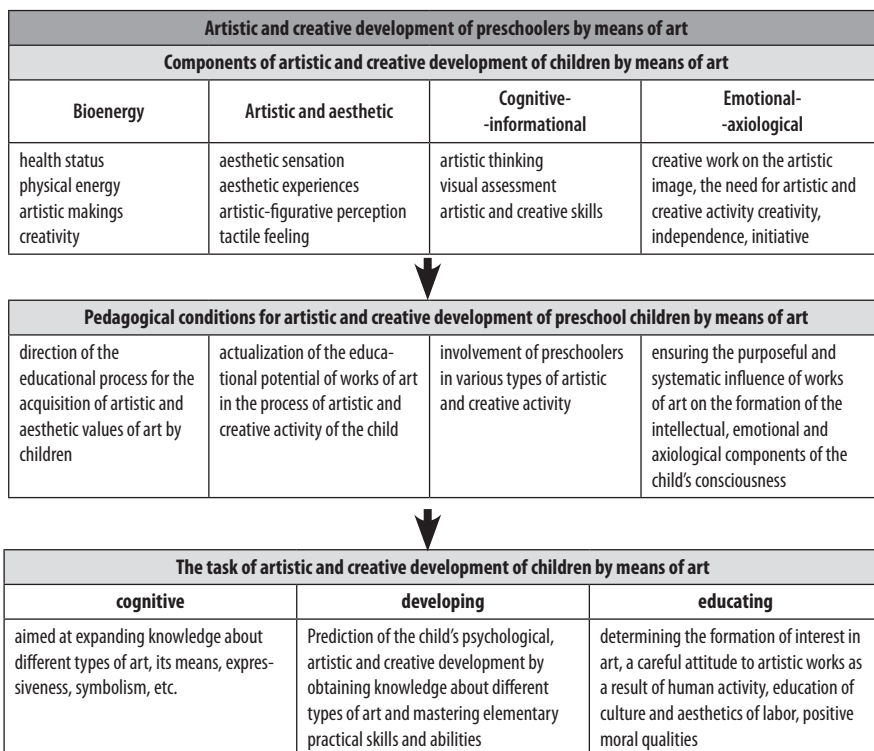 Artistic and creative development of preschoolers by means of art
Components of artistic and creative development of children by means of art
Bioenergy
Artistic and aesthetic
Cognitive-
-informational
Emotional-
-axiological
health status
physical energy
artistic makings
creativity
aesthetic sensation
aesthetic experiences
artistic-figurative perception
tactile feeling
artistic thinking
visual assessment
artistic and creative skills
creative work on the artistic
image, the need for artistic and
creative activity creativity,
independence, initiative
Pedagogical conditions for artistic and creative development of preschool children by means of art
direction of the
educational process for the
acquisition of artistic and
aesthetic values of art by
children
actualization of the educa-
tional potential of works of art
in the process of artistic and
creative activity of the child
involvement of preschoolers
in various types of artistic
and creative activity
ensuring the purposeful and
systematic influence of works
of art on the formation of the
intellectual, emotional and
axiological components of the
child's consciousness
The task of artistic and creative development of children by means of art
cognitive
developing
educating
aimed at expanding knowledge about
different types of art, its means, expres-
siveness, symbolism, etc.
Prediction of the child's psychological,
artistic and creative development by
obtaining knowledge about different
types of art and mastering elementary
practical skills and abilities
determining the formation of interest in
art, a careful attitude to artistic works as
a result of human activity, education of
culture and aesthetics of labor, positive
moral qualities